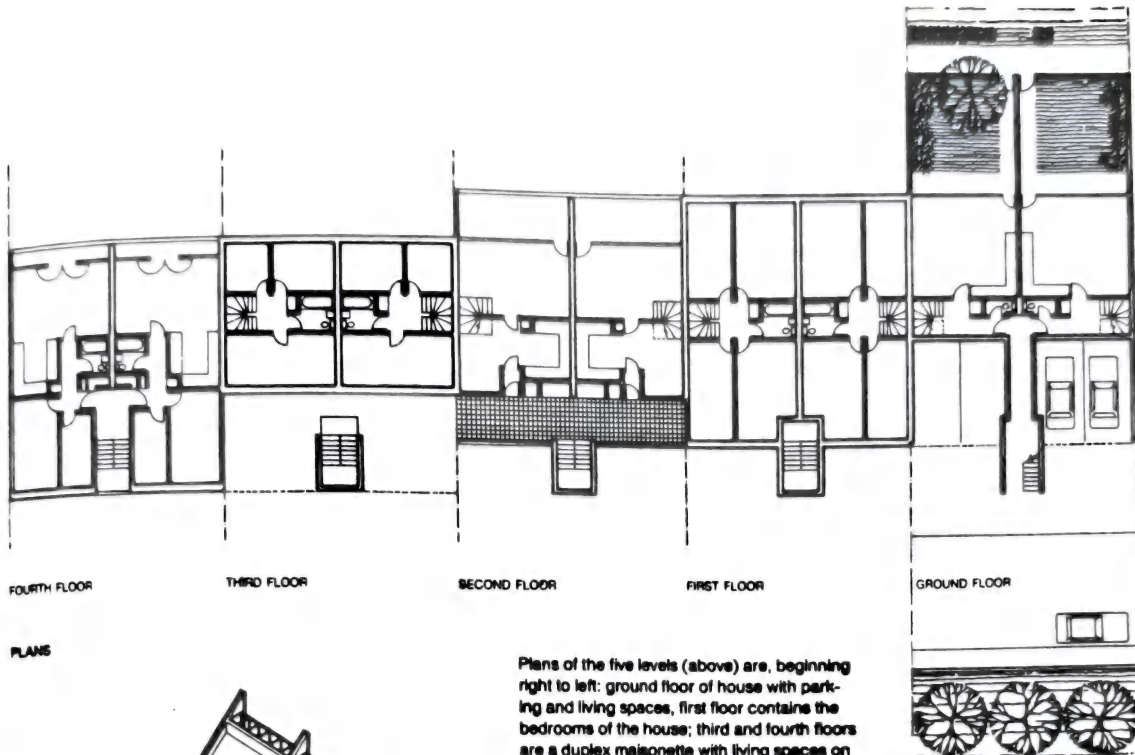 FOURTH FLOOR
THIRD FLOOR
SECOND FLOOR
FIRST FLOOR
GROUND FLOOR
PLANS
Plans of the five levels (above) are, beginning
right to left: ground floor of house with park-
ing and living spaces, first floor contains the
bedrooms of the house; third and fourth floors
are a duplex maisonette with living spaces on